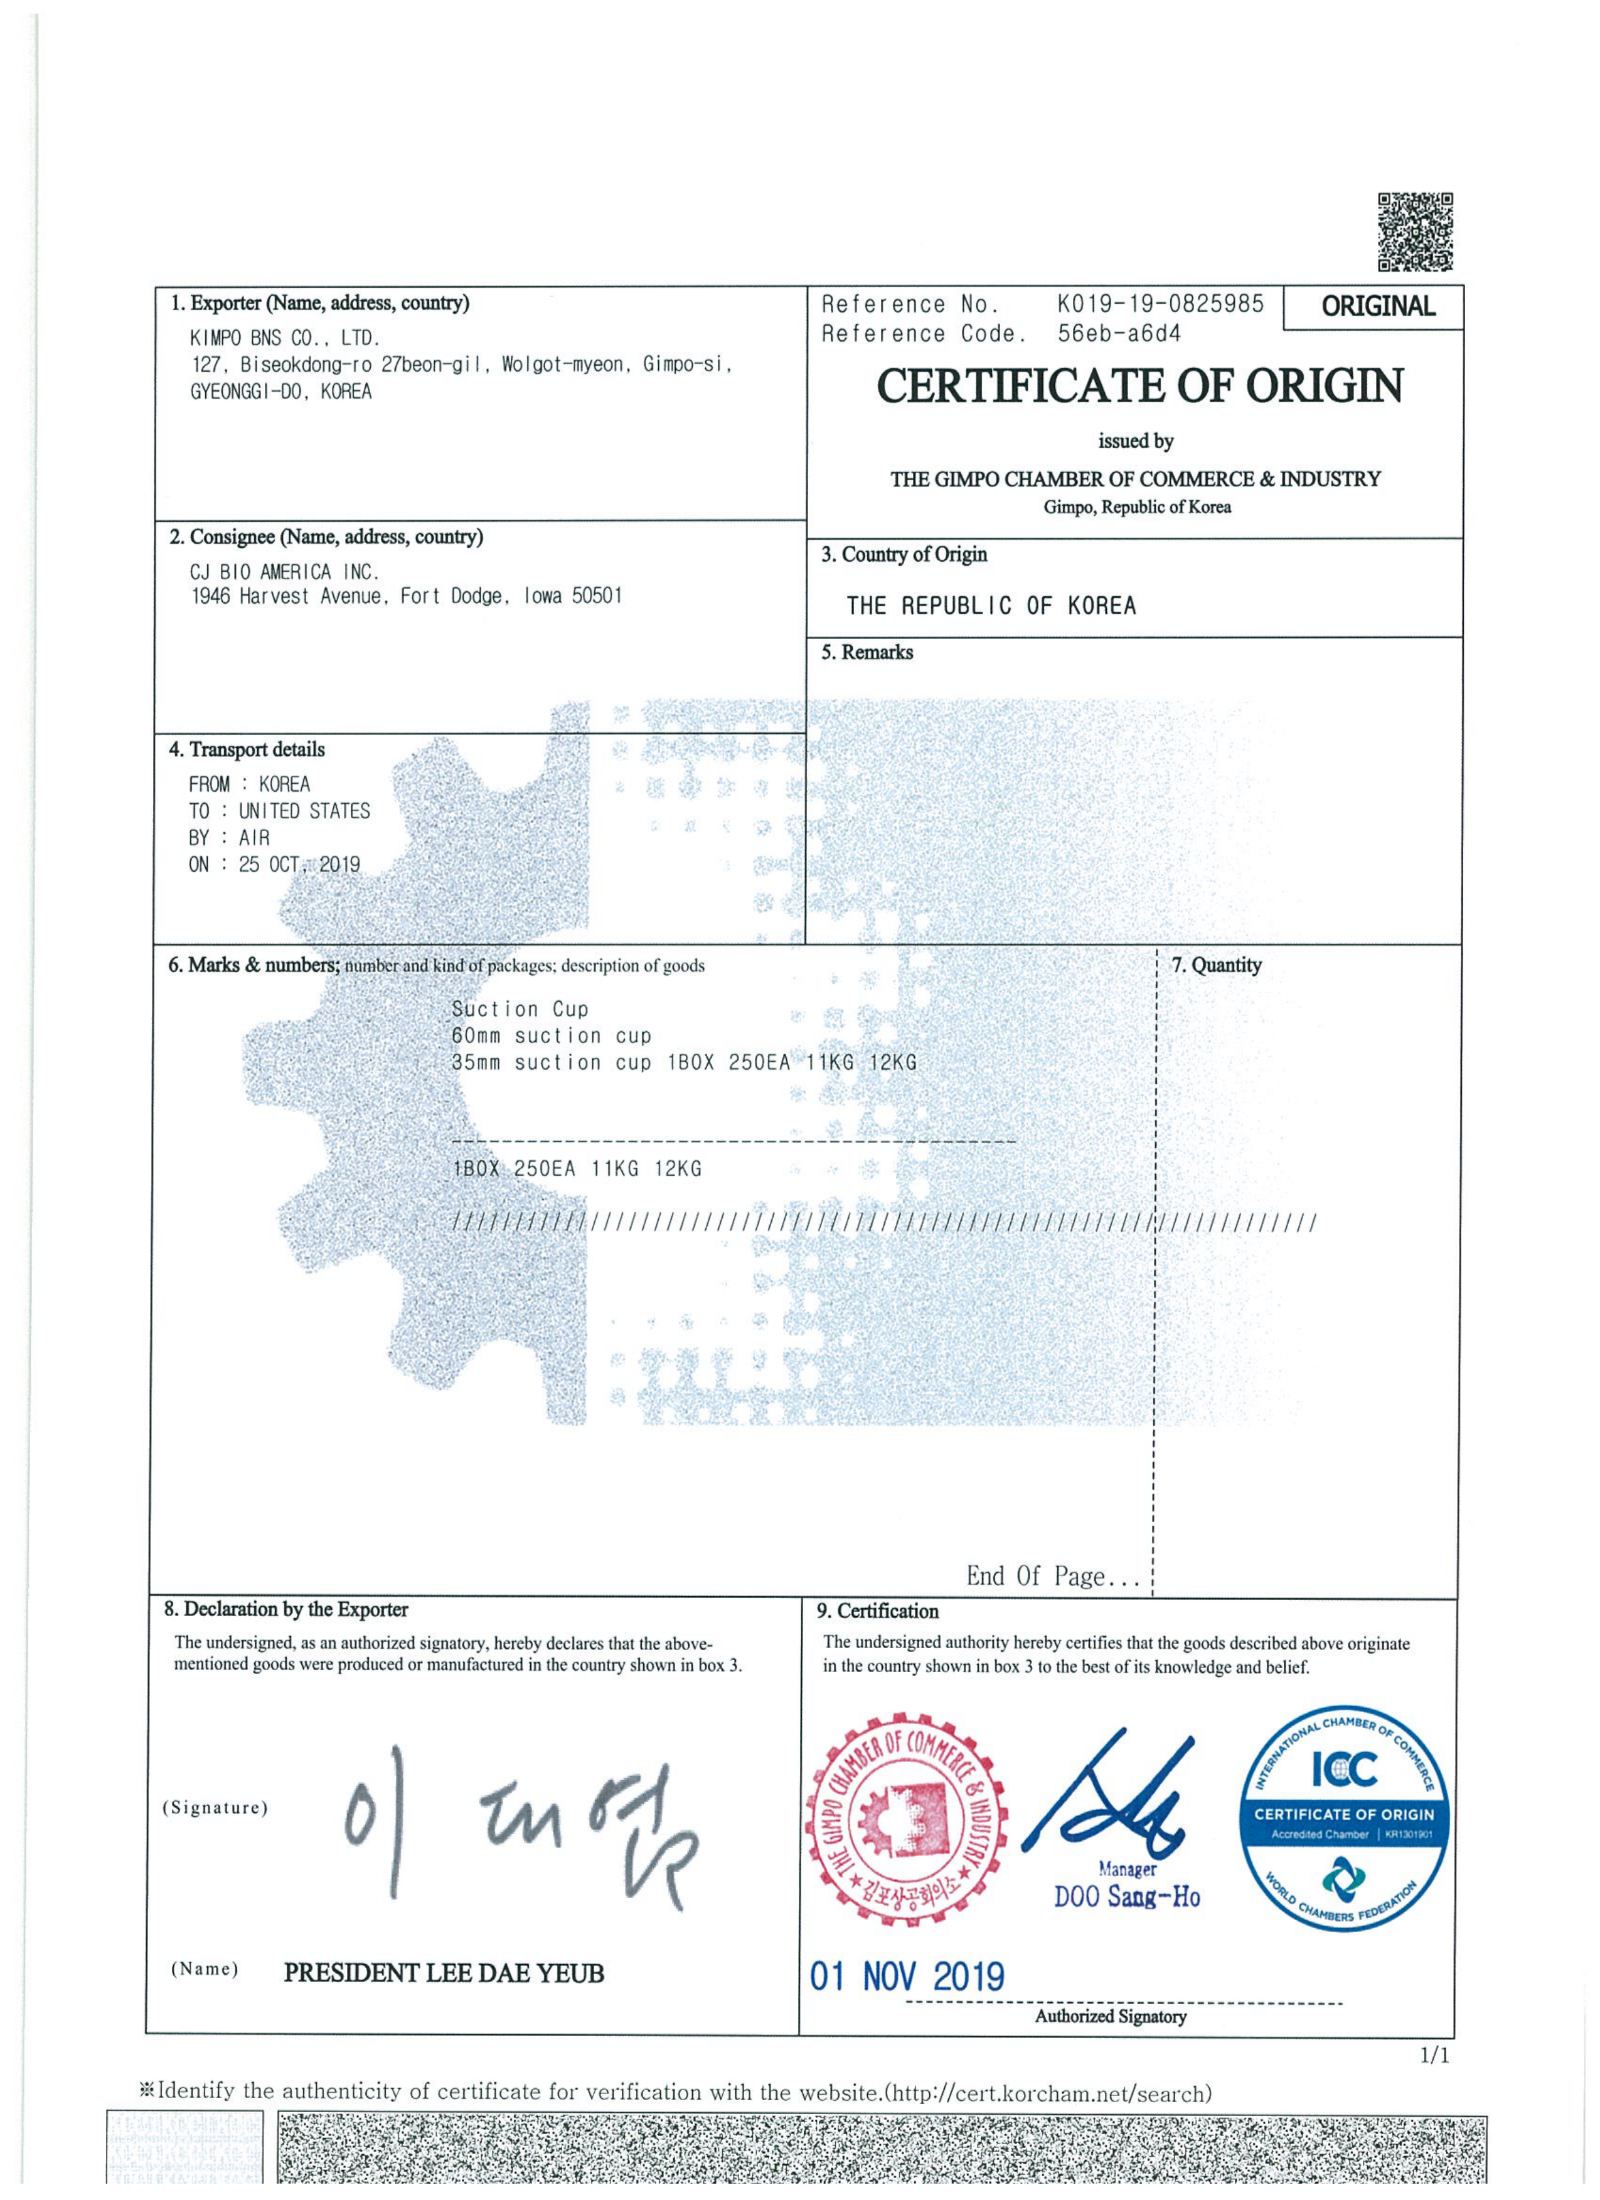 1. Exporter (Name, address, country)
KIMPO BNS CO., LTD.
127, Biseokdong-ro 27beon-gil, Wolgot-myeon, Gimpo-si,
GYEONGGI-DO, KOREA
Reference No. K019-19-0825985
Reference Code. 56eb-a6d4
ORIGINAL
CERTIFICATE OF ORIGIN
issued by
THE GIMPO CHAMBER OF COMMERCE & INDUSTRY
Gimpo, Republic of Korea
2. Consignee (Name, address, country)
CJ BIO AMERICA INC.
1946 Harvest Avenue, Fort Dodge, Iowa 50501
3. Country of Origin
THE REPUBLIC OF KOREA
5. Remarks
4. Transport details
FROM : KOREA
TO : UNITED STATES
BY : AIR
ON : 25 OCT, 2019
6. Marks & numbers; number and kind of packages; description of goods
7. Quantity
Suction Cup
60mm suction cup
35mm suction cup 1BOX 250EA 11KG 12KG
1BOX 250EA 11KG 12KG
End Of Page...
8. Declaration by the Exporter
The undersigned, as an authorized signatory, hereby declares that the above-
mentioned goods were produced or manufactured in the country shown in box 3.
(Signature)
이대엽
(Name) PRESIDENT LEE DAE YEUB
9. Certification
The undersigned authority hereby certifies that the goods described above originate
in the country shown in box 3 to the best of its knowledge and belief.
THE GIMPO CHAMBER OF COMMERCE & INDUSTRY
김포상공회의소
Manager
DOO Sang-Ho
INTERNATIONAL CHAMBER OF COMMERCE
ICC
CERTIFICATE OF ORIGIN
Accredited Chamber | KR1301901
WORLD CHAMBERS FEDERATION
01 NOV 2019
Authorized Signatory
1/1
※Identify the authenticity of certificate for verification with the website.(http://cert.korcham.net/search)